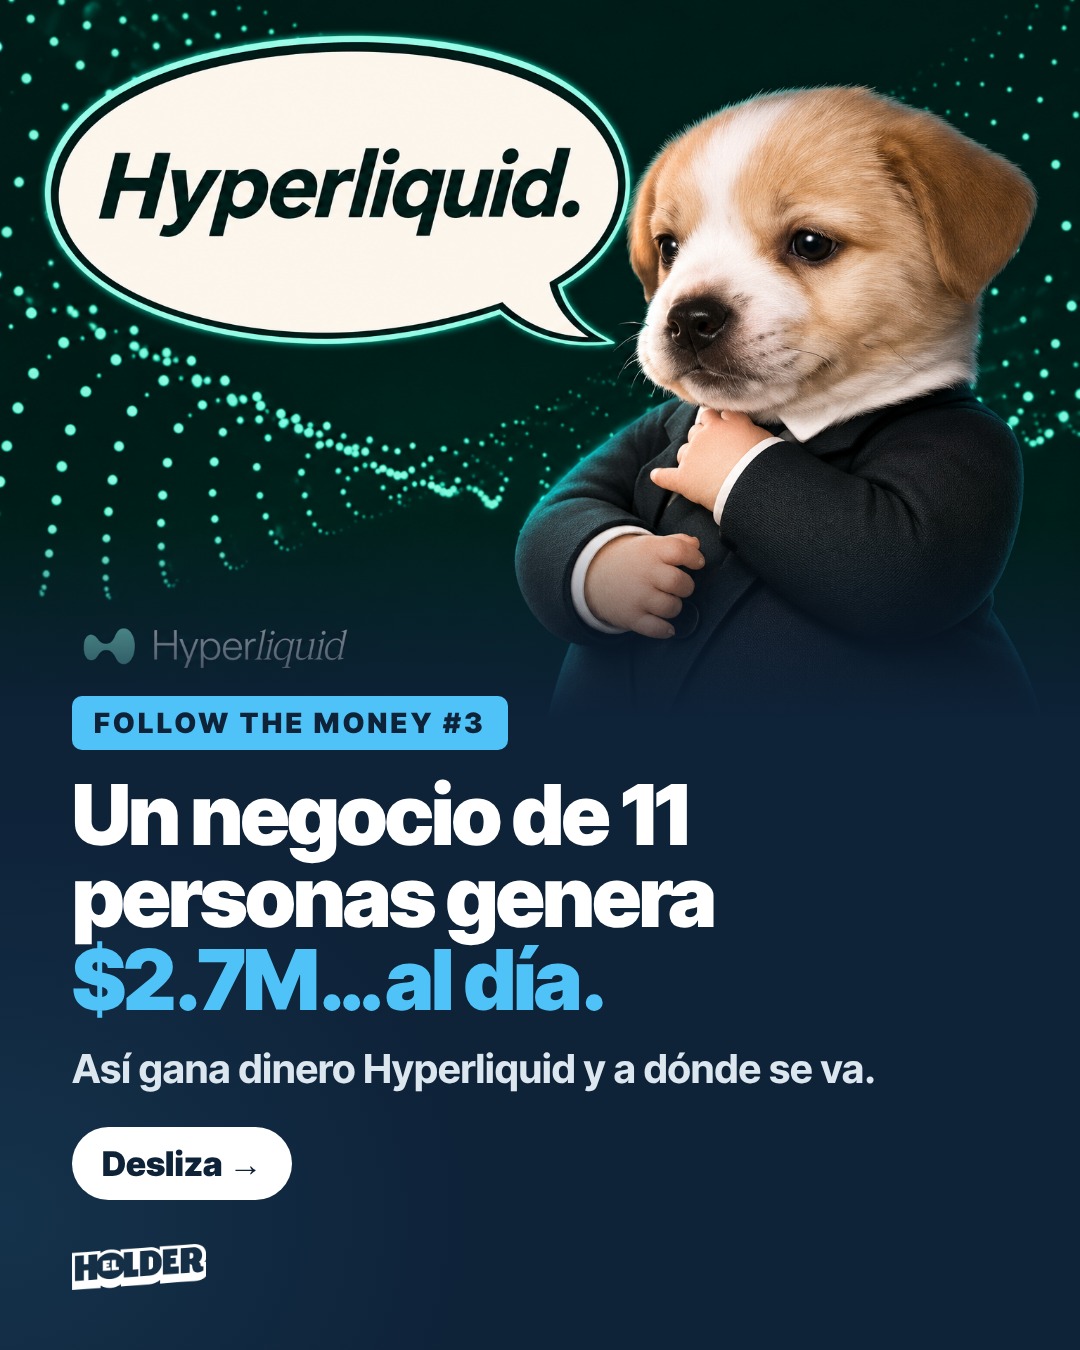 Hyperliquid.
Hyperliquid
FOLLOW THE MONEY #3
Un negocio de 11
personas genera
$2.7M...al día.
Así gana dinero Hyperliquid y a dónde se va.
Desliza →
EL HOLDER